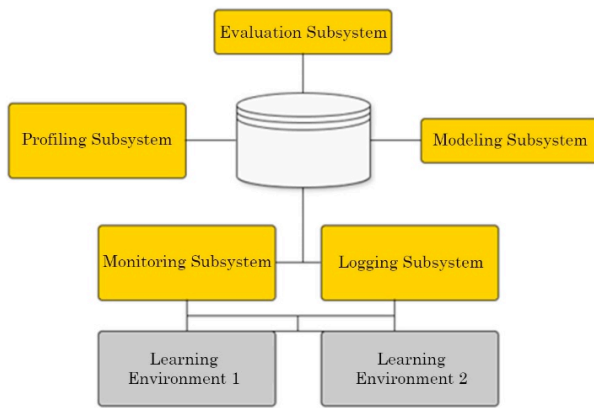 Evaluation Subsystem
Profiling Subsystem
Modeling Subsystem
Monitoring Subsystem
Logging Subsystem
Learning
Environment 1
Learning
Environment 2